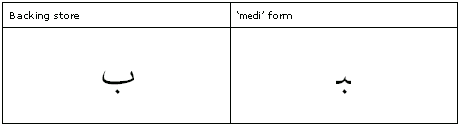 Backing store	'medi' form
ب	ﺒ